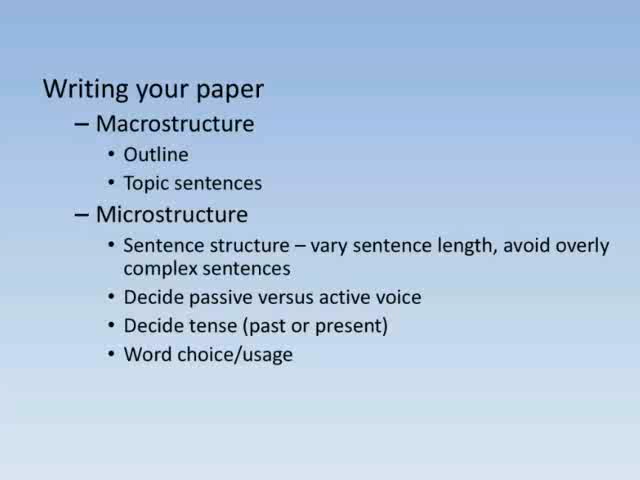 Writing your paper
– Macrostructure
• Outline
• Topic sentences
– Microstructure
• Sentence structure – vary sentence length, avoid overly
complex sentences
• Decide passive versus active voice
• Decide tense (past or present)
• Word choice/usage